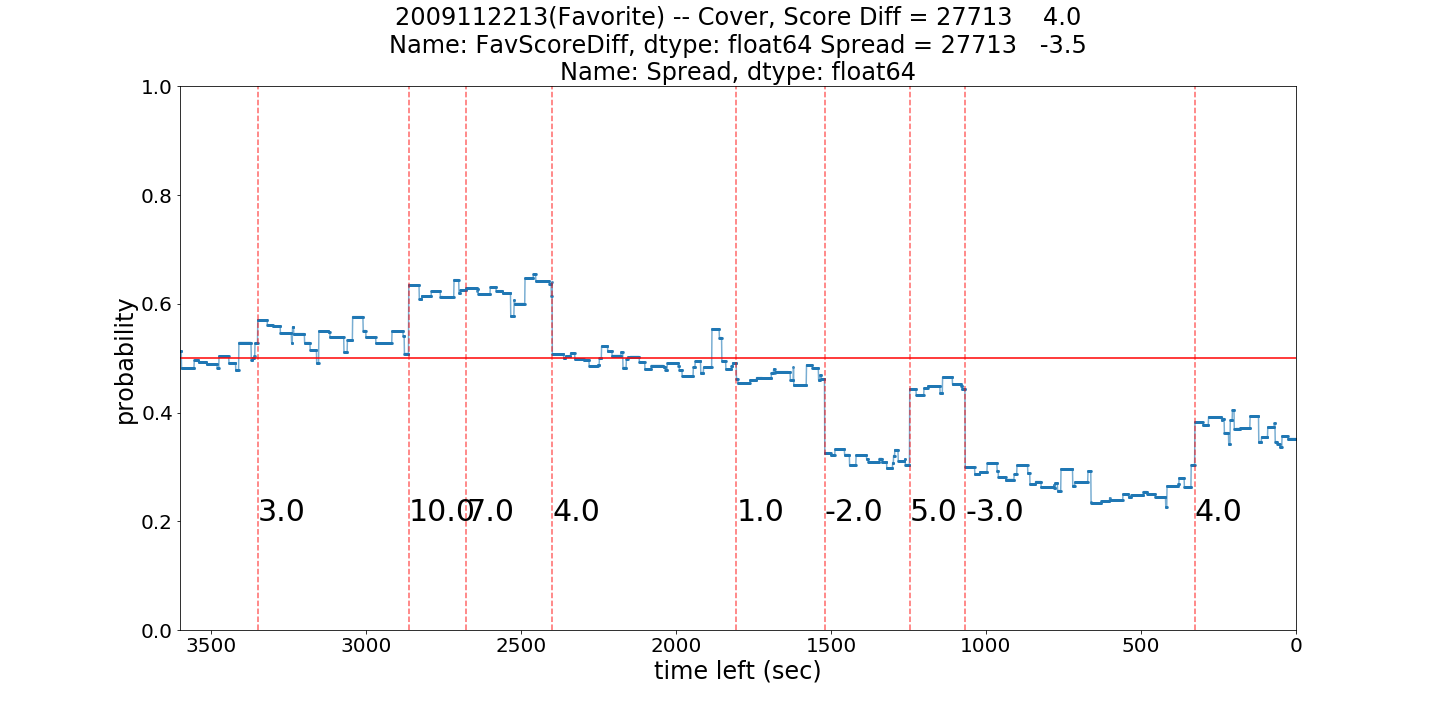 2009112213(Favorite) -- Cover, Score Diff = 27713    4.0
Name: FavScoreDiff, dtype: float64 Spread = 27713   -3.5
Name: Spread, dtype: float64
1.0
0.8
0.6
0.4
0.2
0.0
probability
3.0 10.0 7.0 4.0 1.0 -2.0 5.0 -3.0 4.0
3500 3000 2500 2000 1500 1000 500 0
time left (sec)